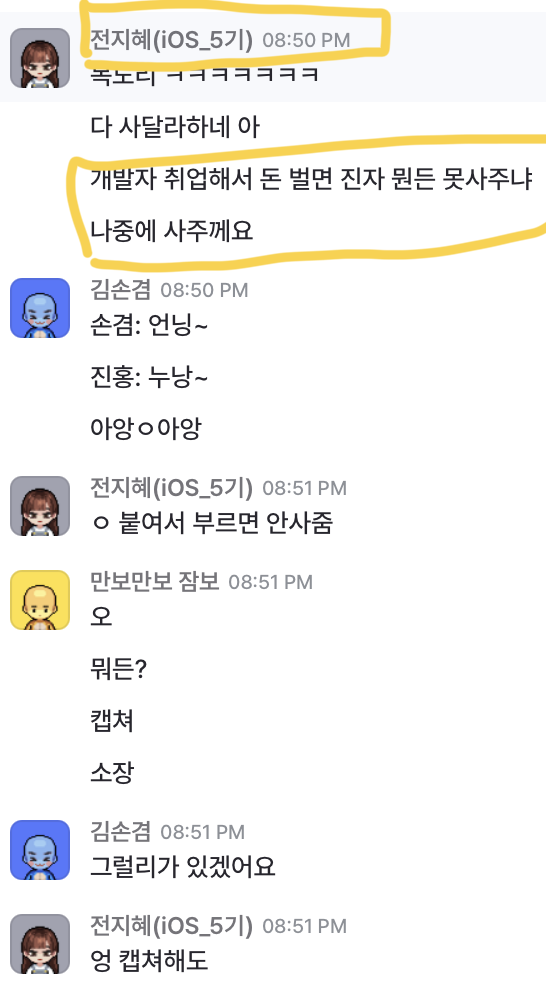 전지혜(iOS_5기) 08:50 PM
목도리 ㅋㅋㅋㅋㅋㅋㅋ
다 사달라하네 아
개발자 취업해서 돈 벌면 진자 뭔든 못사주냐
나중에 사주께요
김손겸 08:50 PM
손겸: 언닝~
진홍: 누낭~
아앙ㅇ아앙
전지혜(iOS_5기) 08:51 PM
ㅇ 붙여서 부르면 안사줌
만보만보 잠보 08:51 PM
오
뭐든?
캡쳐
소장
김손겸 08:51 PM
그럴리가 있겠어요
전지혜(iOS_5기) 08:51 PM
엉 캡쳐해도